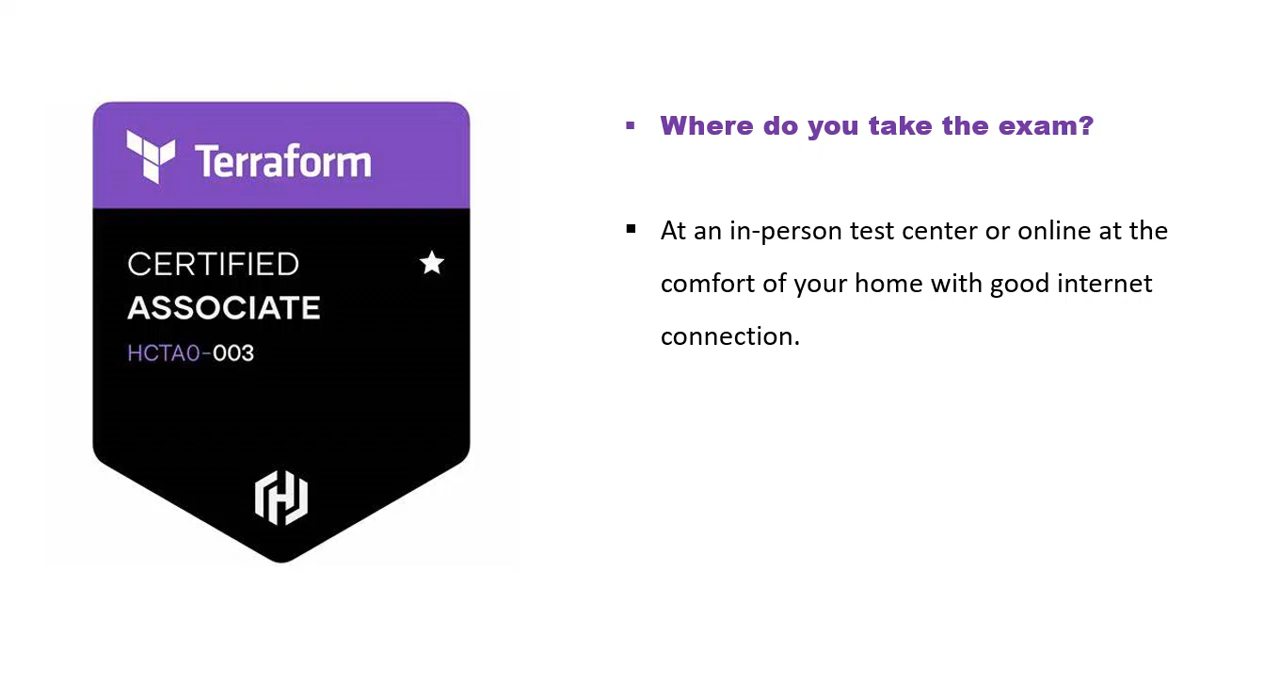 Terraform
CERTIFIED
ASSOCIATE
HCTA0-003
▪ Where do you take the exam?
▪ At an in-person test center or online at the
comfort of your home with good internet
connection.